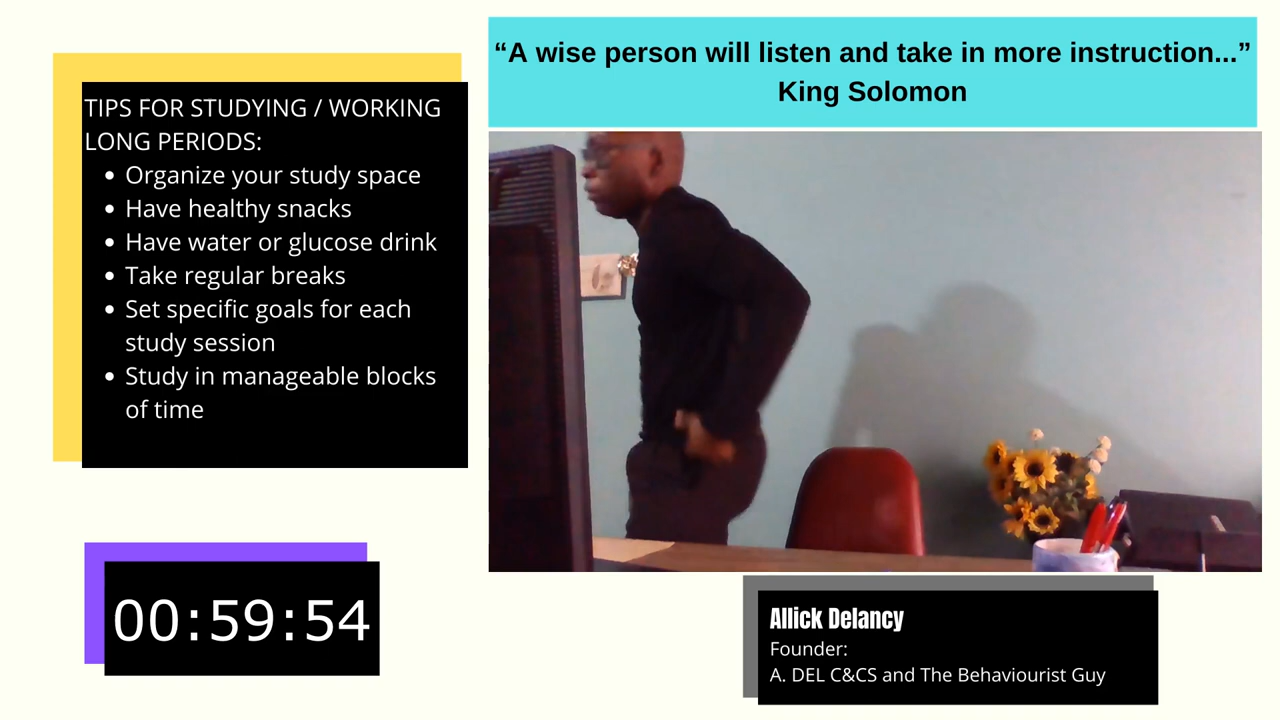 “A wise person will listen and take in more instruction...”
King Solomon
TIPS FOR STUDYING / WORKING
LONG PERIODS:
• Organize your study space
• Have healthy snacks
• Have water or glucose drink
• Take regular breaks
• Set specific goals for each
study session
• Study in manageable blocks
of time
00:59:54
Allick Delancy
Founder:
A. DEL C&CS and The Behaviourist Guy